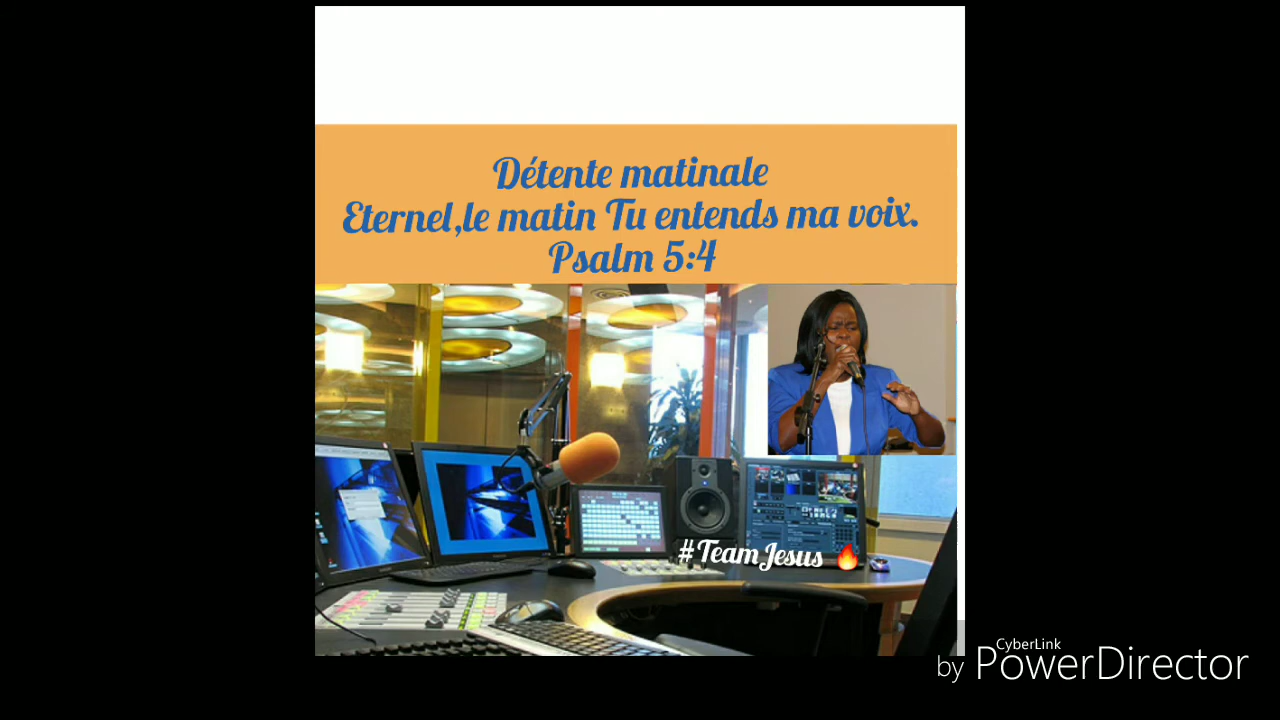 Détente matinale
Eternel,le matin Tu entends ma voix.
Psalm 5:4
#TeamJesus 🔥
CyberLink
by PowerDirector